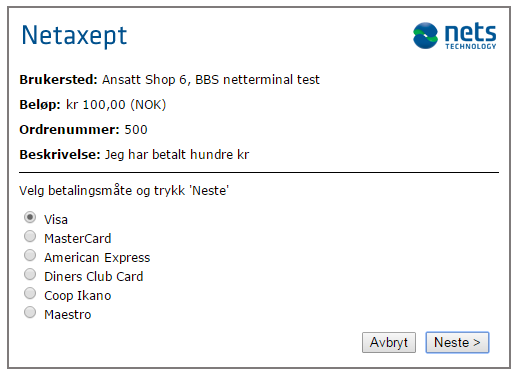 Netaxept
nets
TECHNOLOGY
Brukersted: Ansatt Shop 6, BBS netterminal test
Beløp: kr 100,00 (NOK)
Ordrenummer: 500
Beskrivelse: Jeg har betalt hundre kr
Velg betalingsmåte og trykk 'Neste'
Visa
MasterCard
American Express
Diners Club Card
Coop Ikano
Maestro
Avbryt
Neste >